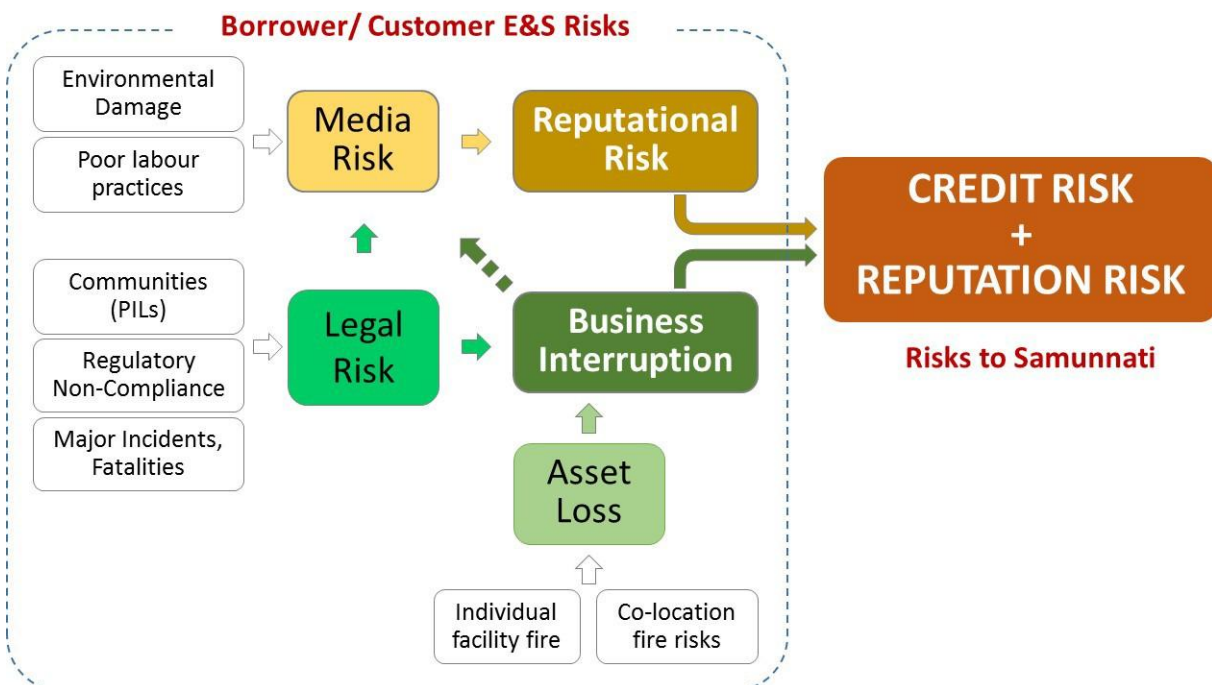 Borrower/ Customer E&S Risks
Environmental
Damage
Poor labour
practices
Media
Risk
Reputational
Risk
CREDIT RISK
+
REPUTATION RISK
Risks to Samunnati
Communities
(PILs)
Regulatory
Non-Compliance
Major Incidents,
Fatalities
Legal
Risk
Business
Interruption
Asset
Loss
Individual
facility fire
Co-location
fire risks